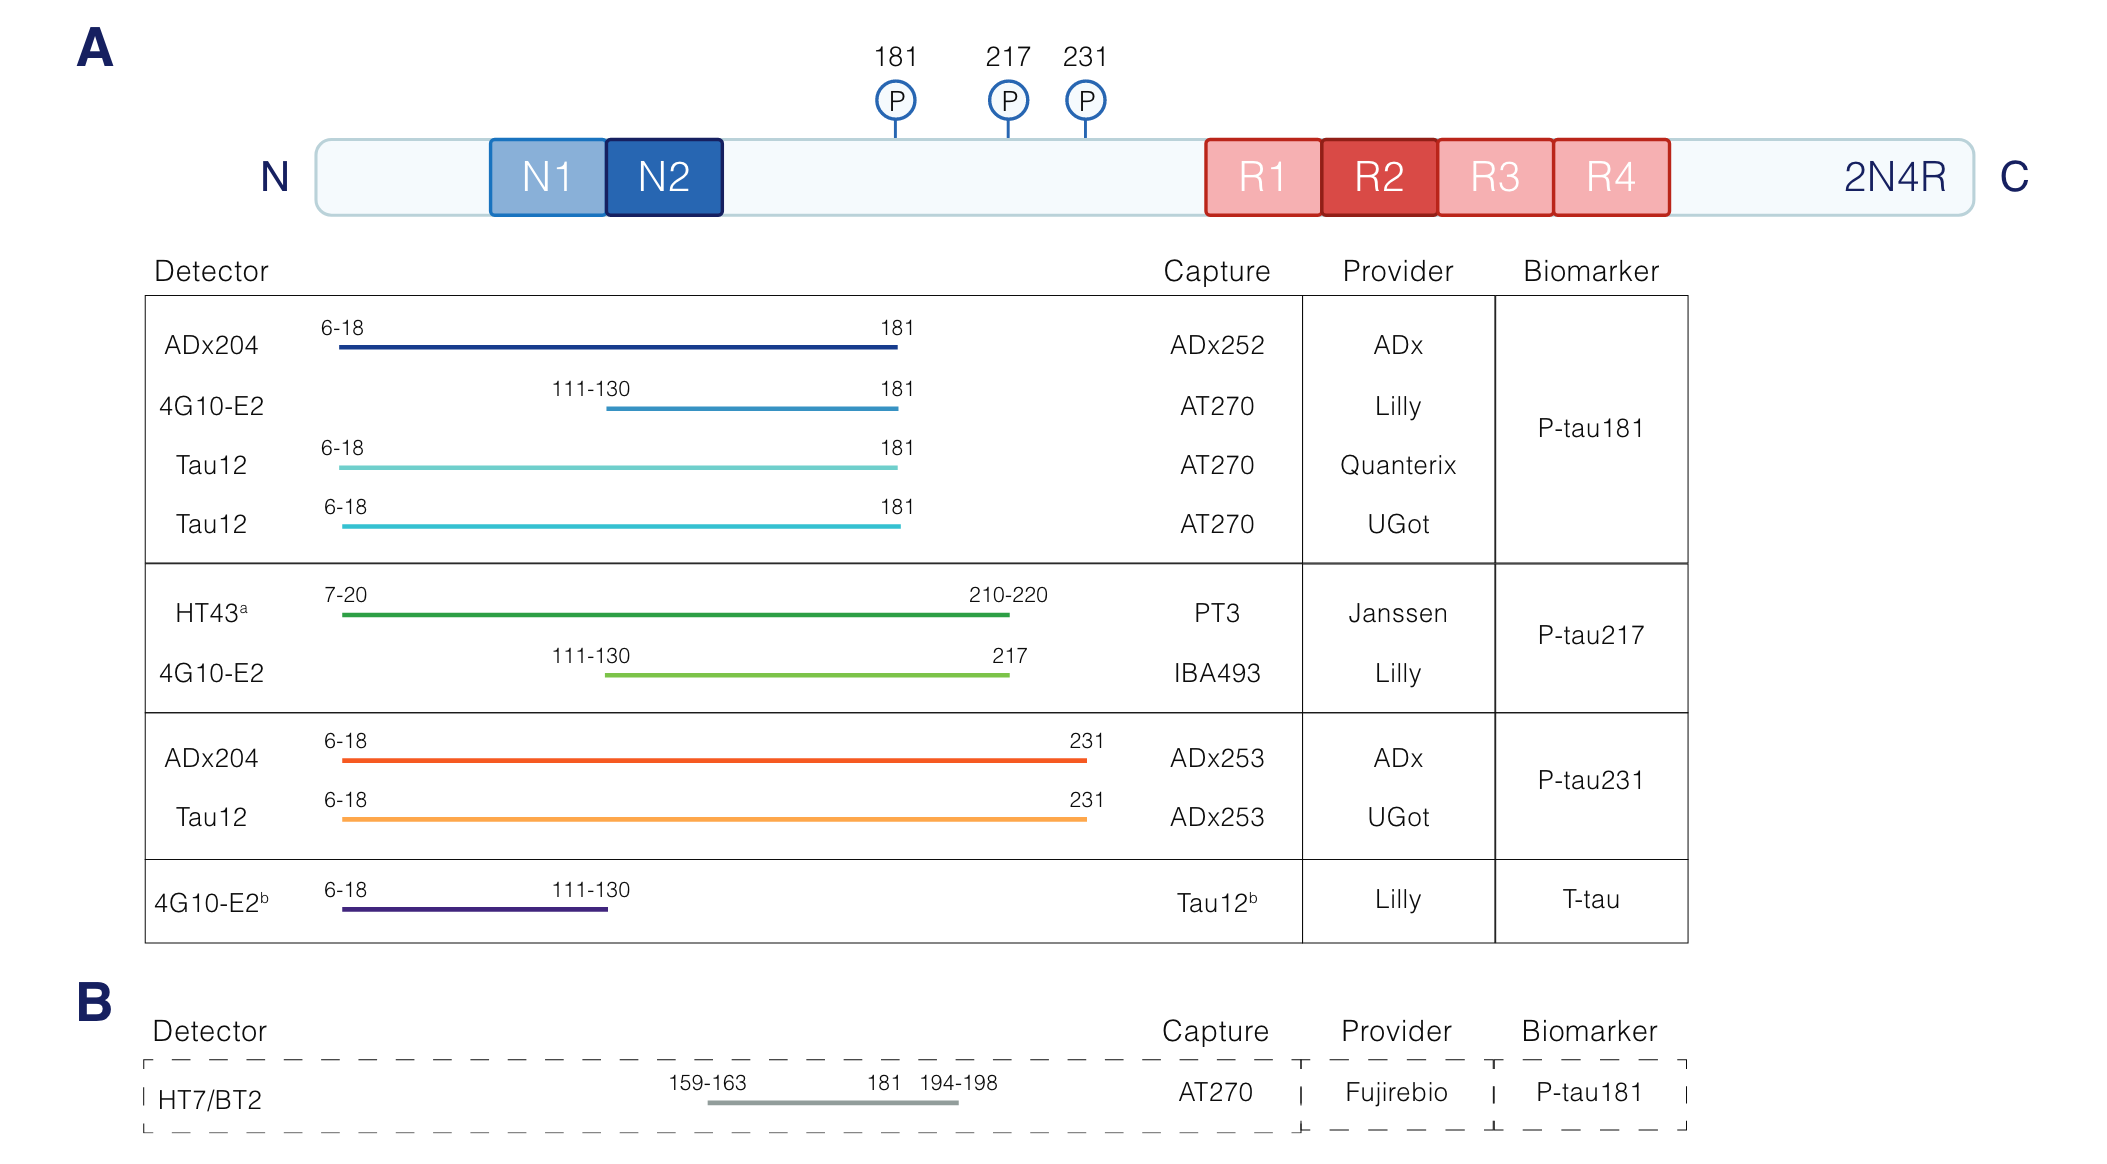 A
181 217 231
P P P
N N1 N2 R1 R2 R3 R4 2N4R C
Detector Capture Provider Biomarker
6-18 181
ADx204 ADx252 ADx
111-130 181
4G10-E2 AT270 Lilly
P-tau181
6-18 181
Tau12 AT270 Quanterix
6-18 181
Tau12 AT270 UGot
7-20 210-220
HT43ᵃ PT3 Janssen
P-tau217
111-130 217
4G10-E2 IBA493 Lilly
6-18 231
ADx204 ADx253 ADx
P-tau231
6-18 231
Tau12 ADx253 UGot
6-18 111-130
4G10-E2ᵇ Tau12ᵇ Lilly T-tau
B
Detector Capture Provider Biomarker
159-163 181 194-198
HT7/BT2 AT270 Fujirebio P-tau181